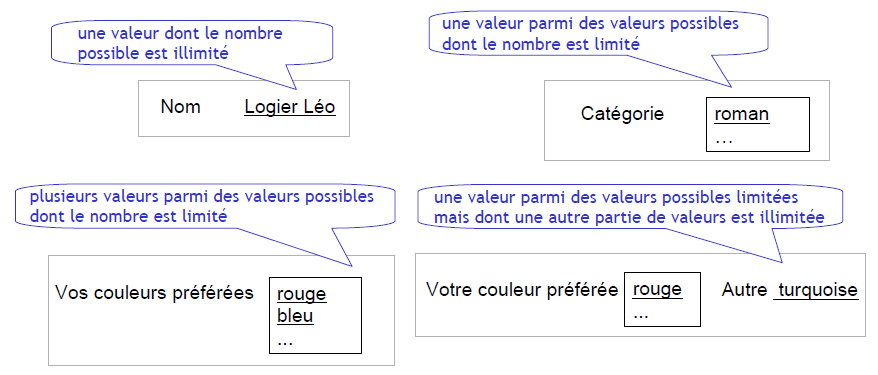 une valeur dont le nombre
possible est illimité
Nom Logier Léo
une valeur parmi des valeurs possibles
dont le nombre est limité
Catégorie roman
...
plusieurs valeurs parmi des valeurs possibles
dont le nombre est limité
Vos couleurs préférées rouge
bleu
...
une valeur parmi des valeurs possibles limitées
mais dont une autre partie de valeurs est illimitée
Votre couleur préférée rouge Autre turquoise
...